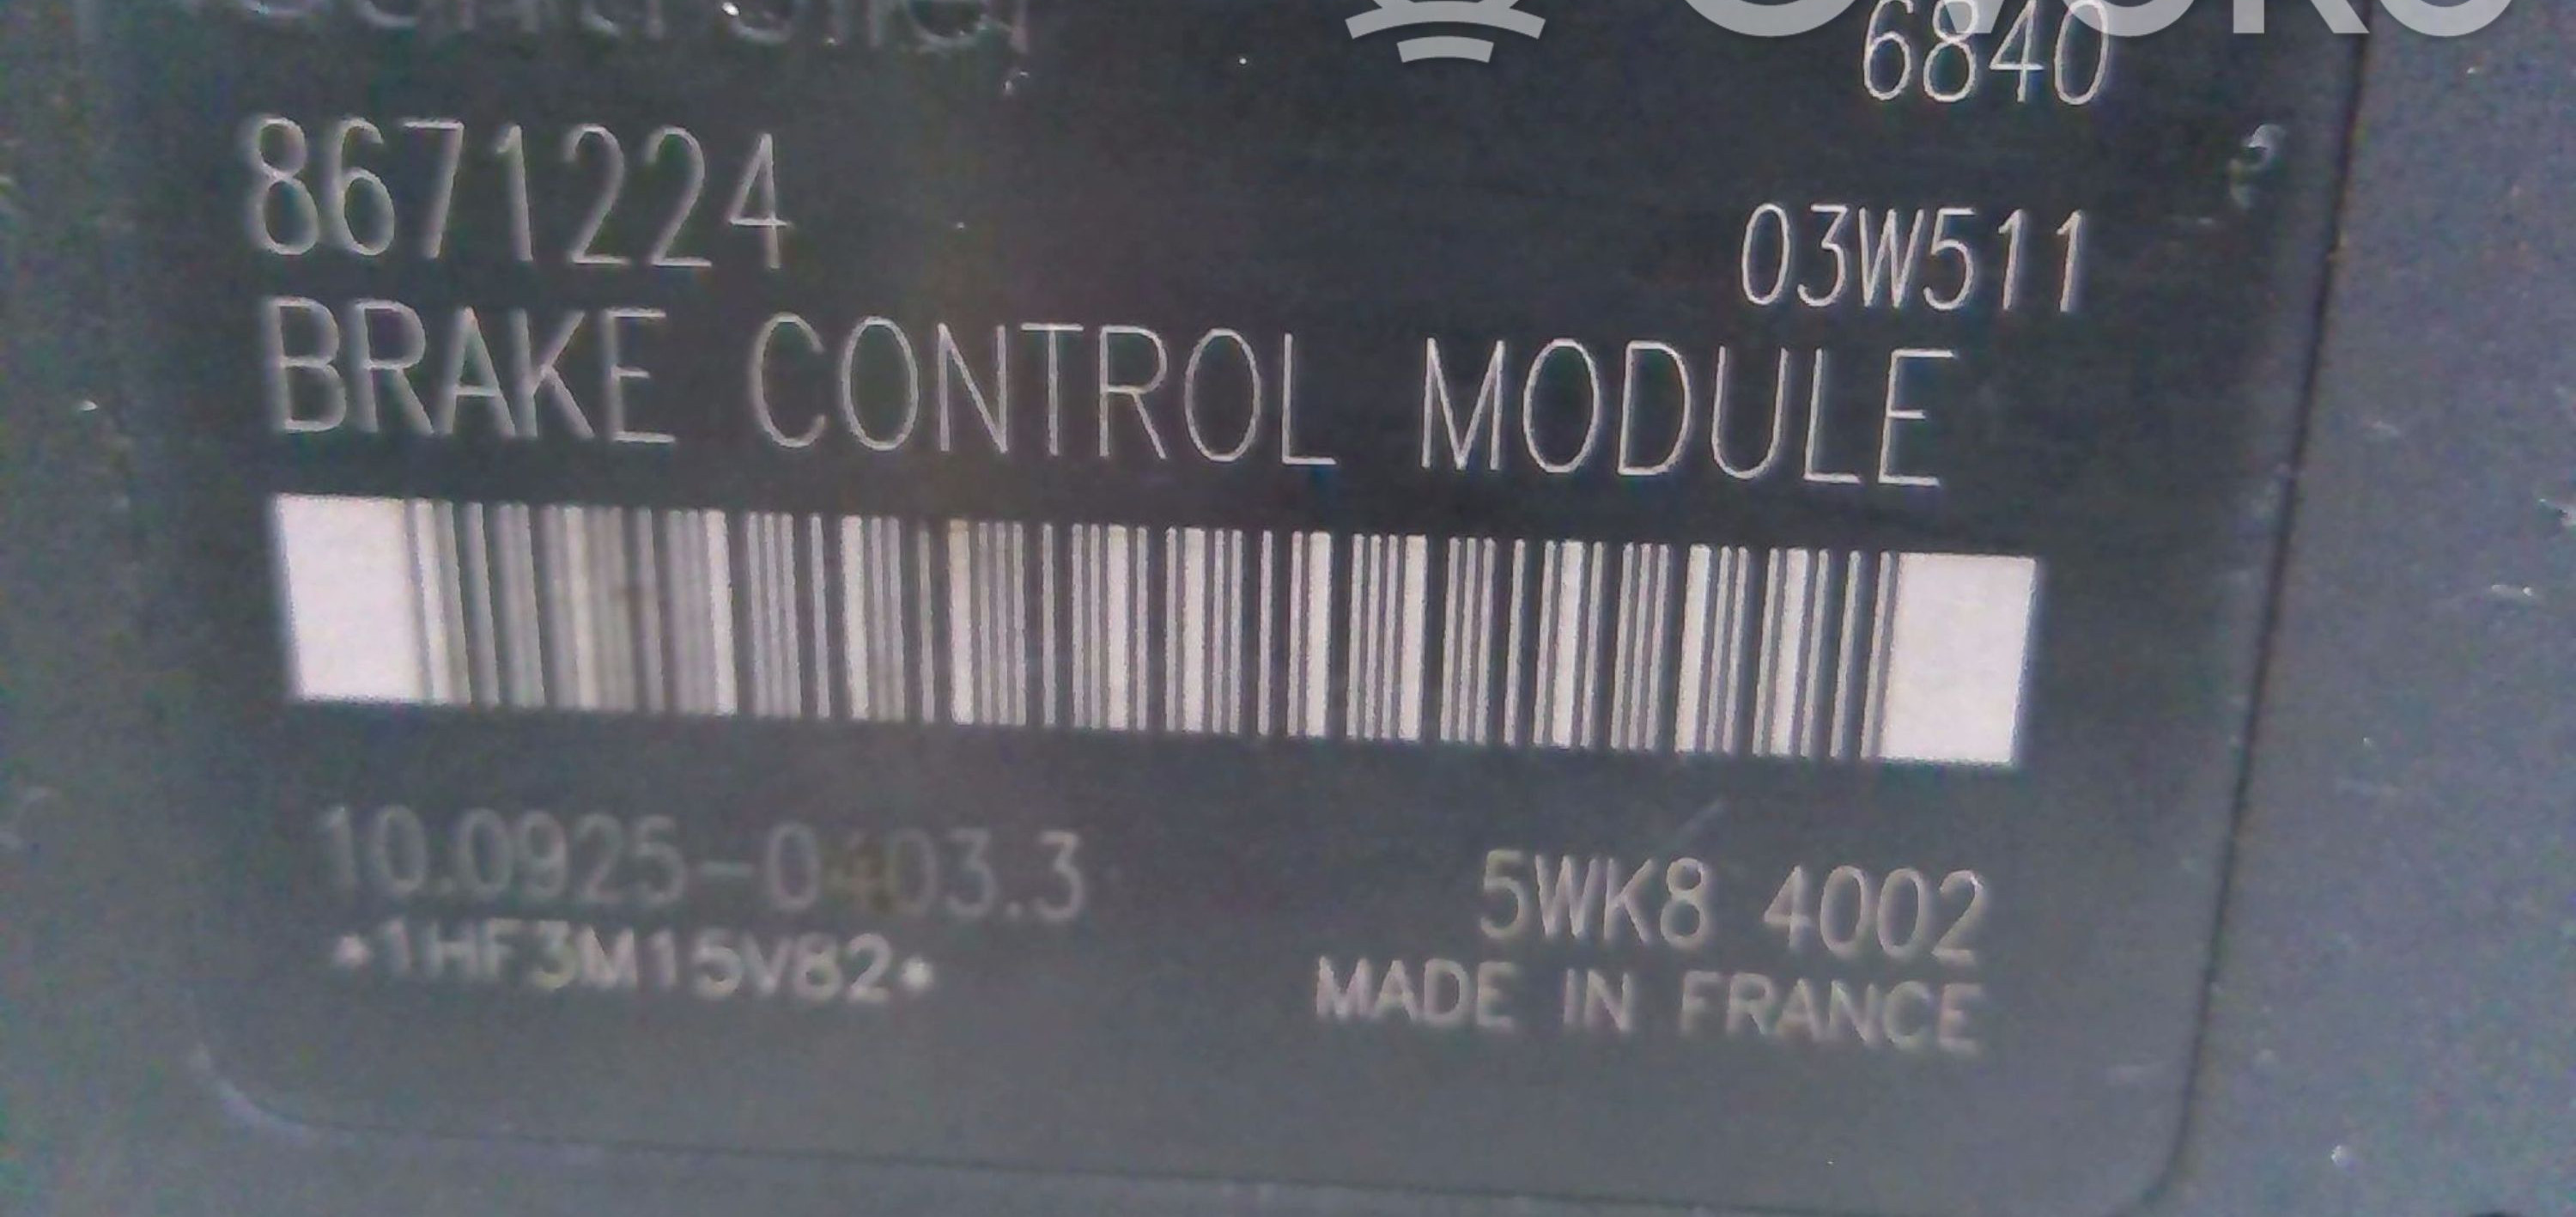 6840
8671224
03W511
BRAKE CONTROL MODULE
10.0925-0403.3
5WK8 4002
*1HF3M15V82*
MADE IN FRANCE